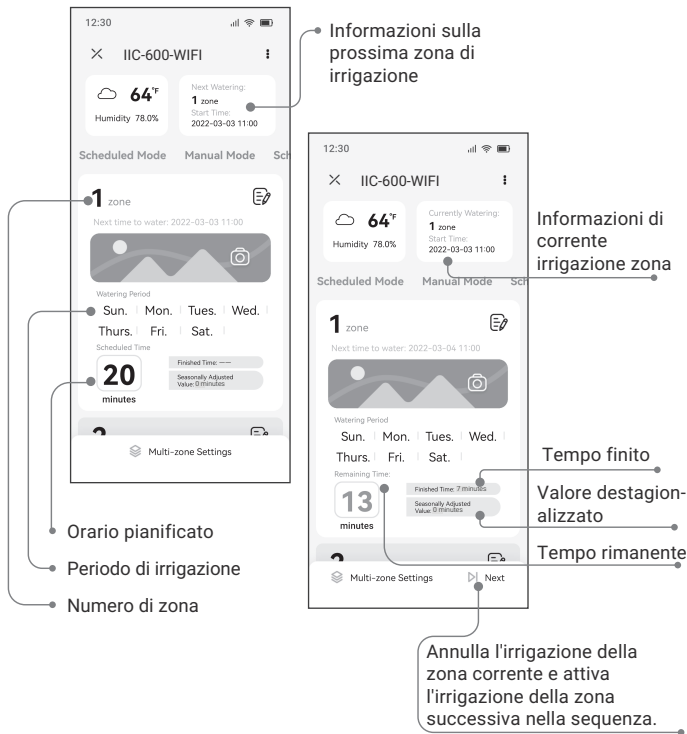 12:30
IIC-600-WIFI
64°F
Humidity 78.0%
Next Watering:
1 zone
Start Time:
2022-03-03 11:00
Scheduled Mode Manual Mode Sch
1 zone
Next time to water: 2022-03-03 11:00
Watering Period
Sun. Mon. Tues. Wed.
Thurs. Fri. Sat.
Scheduled Time
20
minutes
Finished Time: ——
Seasonally Adjusted
Value: 0 minutes
2
Multi-zone Settings
Informazioni sulla
prossima zona di
irrigazione
Orario pianificato
Periodo di irrigazione
Numero di zona
12:30
IIC-600-WIFI
64°F
Humidity 78.0%
Currently Watering:
1 zone
Start Time:
2022-03-03 11:00
Scheduled Mode Manual Mode Sch
1 zone
Next time to water: 2022-03-04 11:00
Watering Period
Sun. Mon. Tues. Wed.
Thurs. Fri. Sat.
Remaining Time:
13
minutes
Finished Time: 7 minutes
Seasonally Adjusted
Value: 0 minutes
2
Multi-zone Settings Next
Informazioni di
corrente
irrigazione zona
Tempo finito
Valore destagion-
alizzato
Tempo rimanente
Annulla l'irrigazione della
zona corrente e attiva
l'irrigazione della zona
successiva nella sequenza.